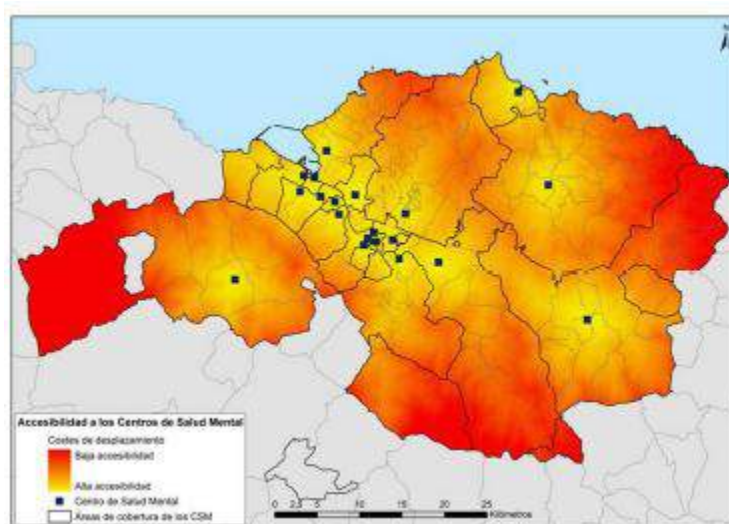 Accesibilidad a los Centros de Salud Mental
Costes de desplazamiento
Baja accesibilidad
Alta accesibilidad
Centro de Salud Mental
Áreas de cobertura de los CSM
0 2,5 5 10 15 20 25
Kilómetros